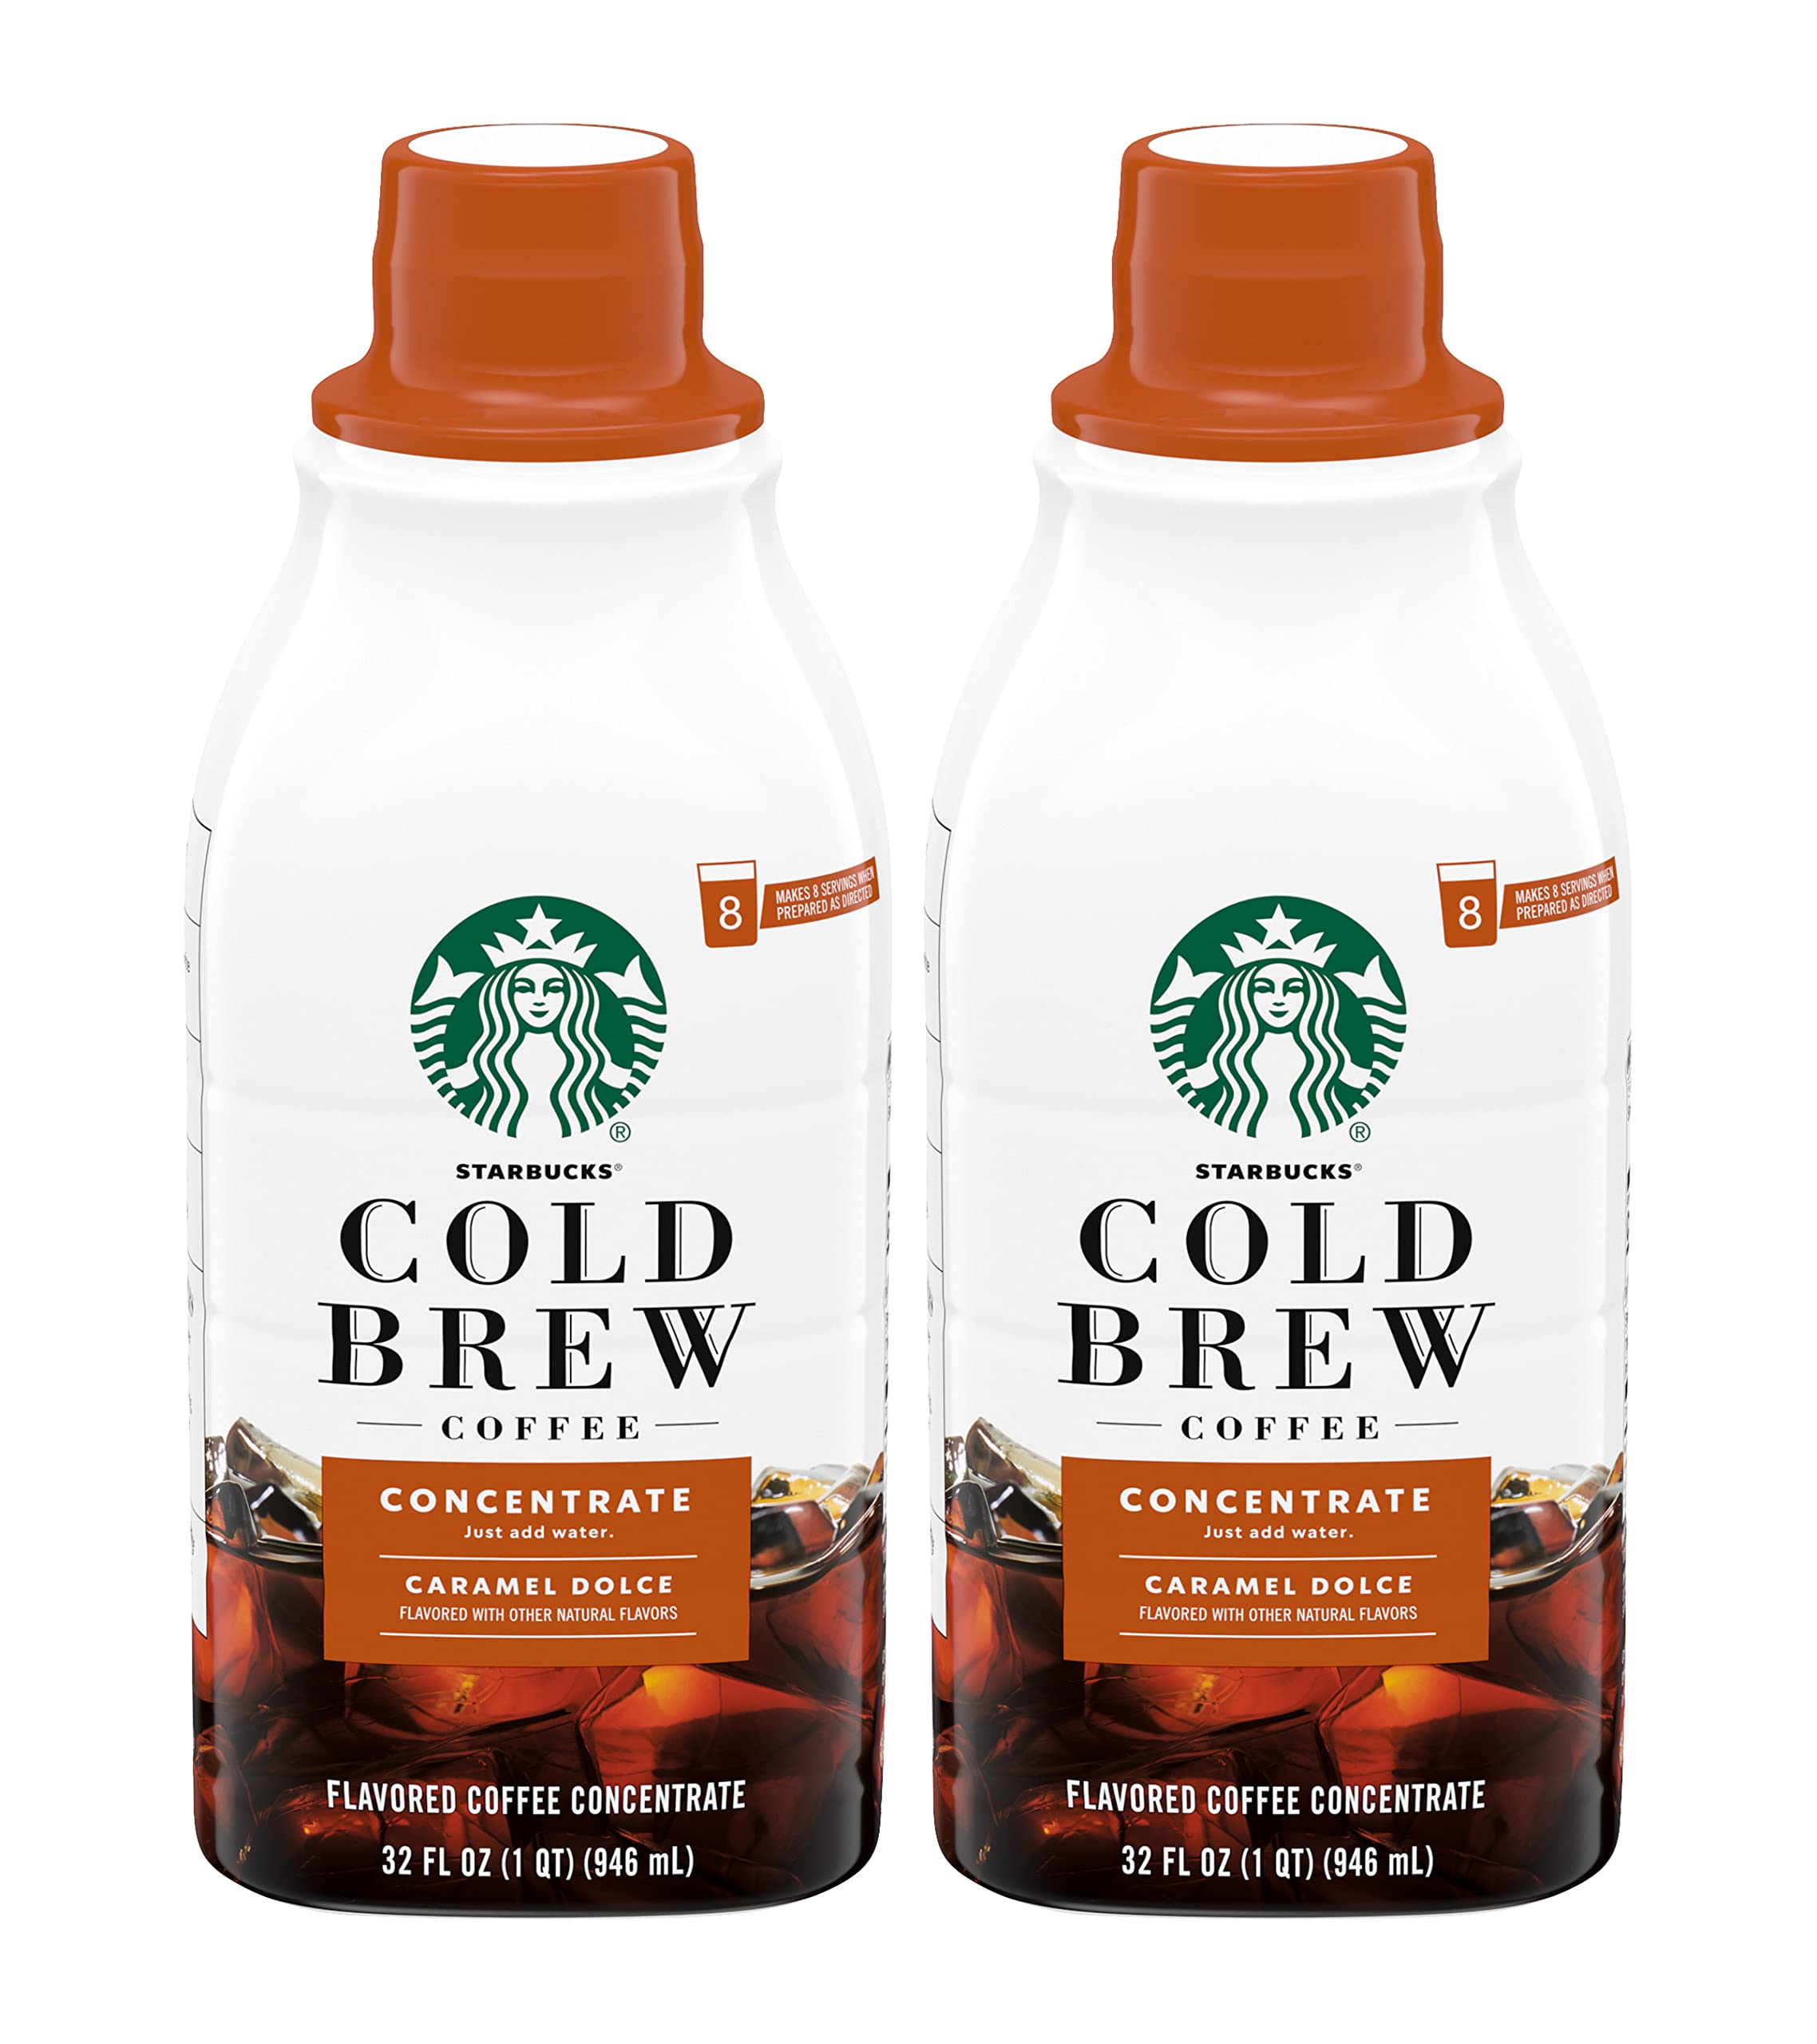 8
MAKES 8 SERVINGS WHEN
PREPARED AS DIRECTED
®
STARBUCKS®
COLD
BREW
COFFEE
CONCENTRATE
Just add water.
CARAMEL DOLCE
FLAVORED WITH OTHER NATURAL FLAVORS
FLAVORED COFFEE CONCENTRATE
32 FL OZ (1 QT) (946 mL)
8
MAKES 8 SERVINGS WHEN
PREPARED AS DIRECTED
®
STARBUCKS®
COLD
BREW
COFFEE
CONCENTRATE
Just add water.
CARAMEL DOLCE
FLAVORED WITH OTHER NATURAL FLAVORS
FLAVORED COFFEE CONCENTRATE
32 FL OZ (1 QT) (946 mL)